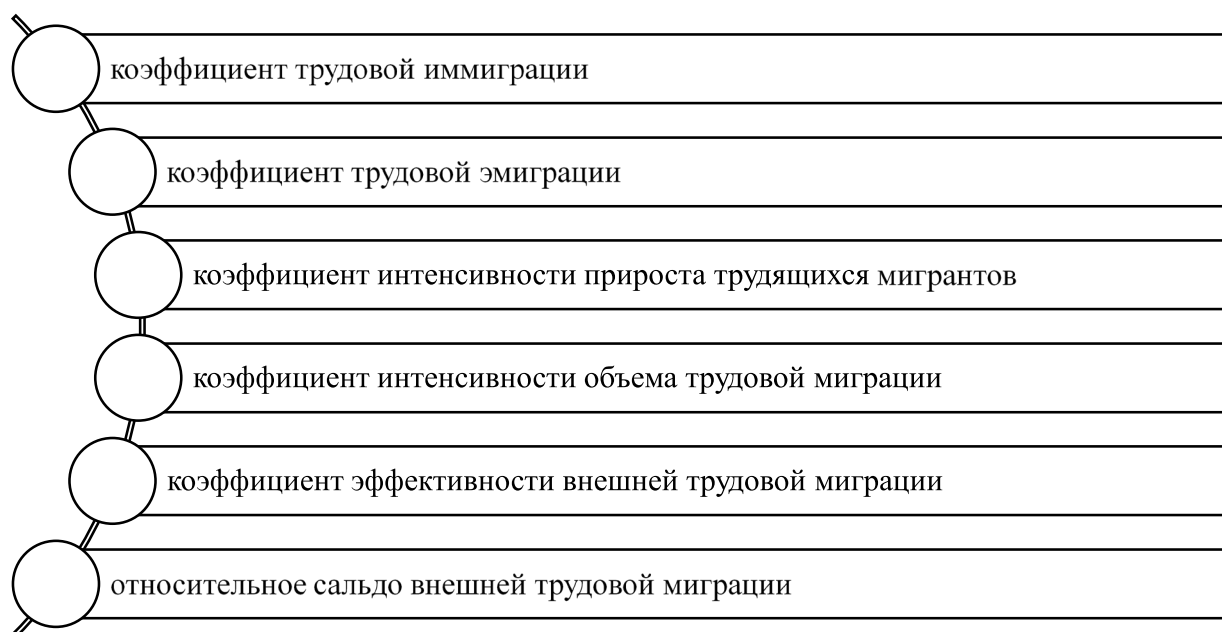 коэффициент трудовой иммиграции
коэффициент трудовой эмиграции
коэффициент интенсивности прироста трудящихся мигрантов
коэффициент интенсивности объема трудовой миграции
коэффициент эффективности внешней трудовой миграции
относительное сальдо внешней трудовой миграции